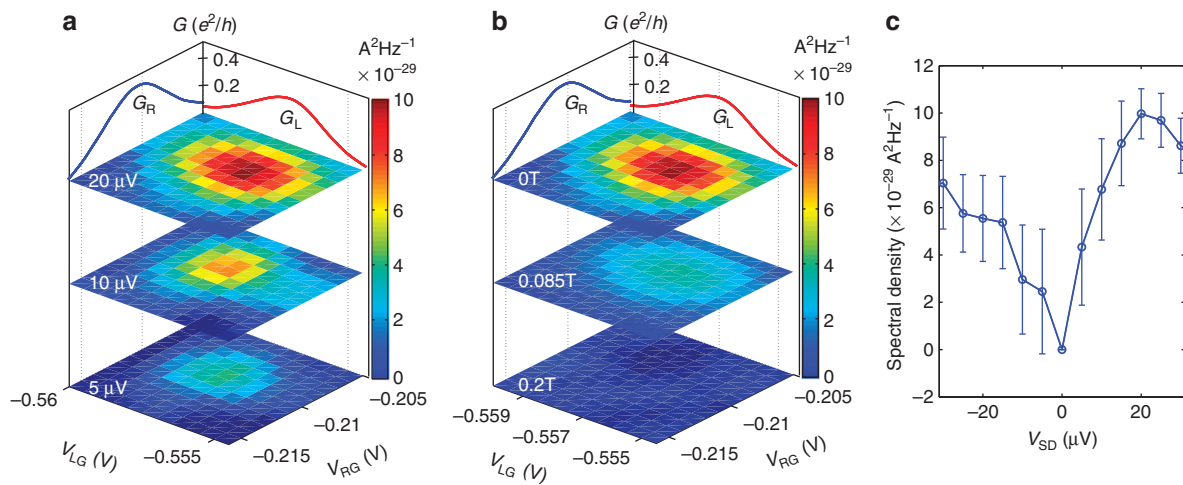 a
G (e²/h)
0.4
0.2
G_R
G_L
A²Hz⁻¹
× 10⁻²⁹
10
8
6
4
2
0
20 μV
10 μV
5 μV
−0.56
−0.555
V_LG (V)
−0.215
−0.21
−0.205
V_RG (V)
b
G (e²/h)
0.4
0.2
G_R
G_L
A²Hz⁻¹
× 10⁻²⁹
10
8
6
4
2
0
0T
0.085T
0.2T
−0.559
−0.557
−0.555
V_LG (V)
−0.215
−0.21
−0.205
V_RG (V)
c
Spectral density (× 10⁻²⁹ A²Hz⁻¹)
12
10
8
6
4
2
0
−2
−20
0
20
V_SD (μV)